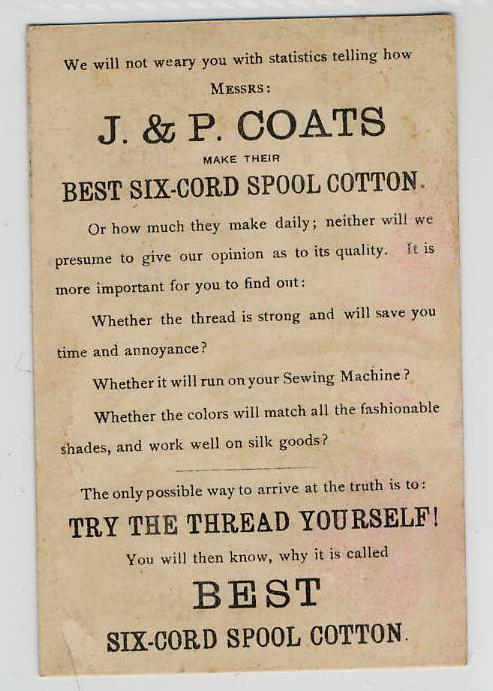 We will not weary you with statistics telling how
MESSRS:
J. & P. COATS
MAKE THEIR
BEST SIX-CORD SPOOL COTTON.
Or how much they make daily; neither will we
presume to give our opinion as to its quality. It is
more important for you to find out:
Whether the thread is strong and will save you
time and annoyance?
Whether it will run on your Sewing Machine?
Whether the colors will match all the fashionable
shades, and work well on silk goods?
The only possible way to arrive at the truth is to:
TRY THE THREAD YOURSELF!
You will then know, why it is called
BEST
SIX-CORD SPOOL COTTON.